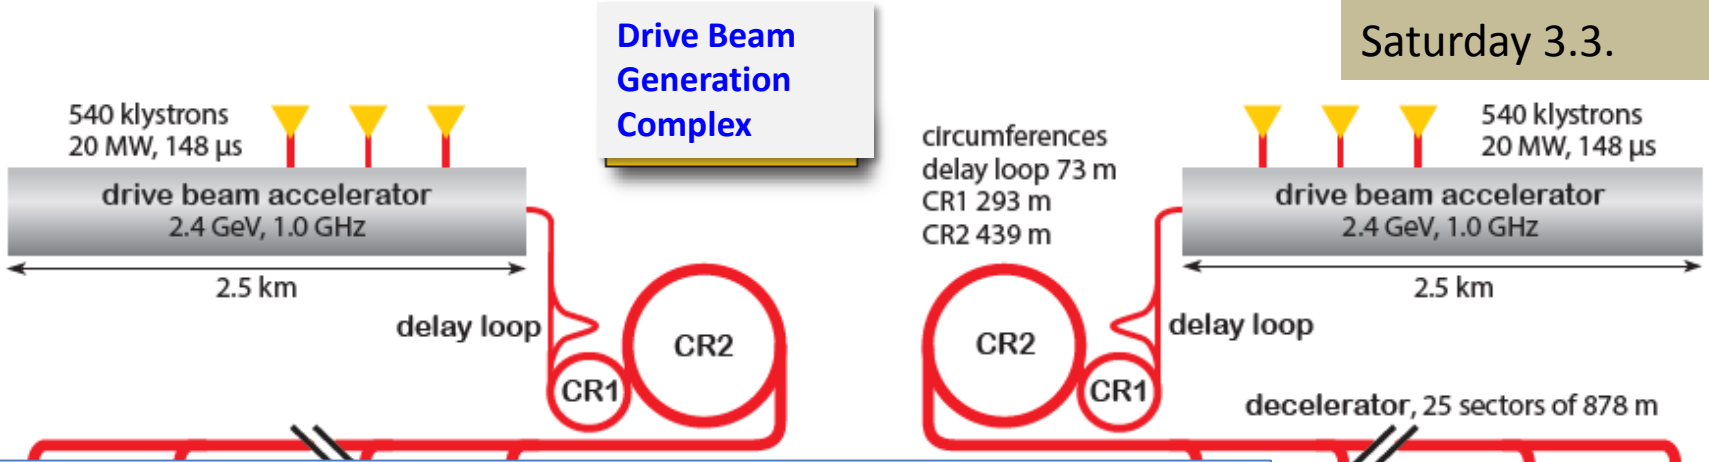 Drive Beam
Generation
Complex
Saturday 3.3.
540 klystrons
20 MW, 148 µs
drive beam accelerator
2.4 GeV, 1.0 GHz
2.5 km
delay loop
CR1
CR2
circumferences
delay loop 73 m
CR1 293 m
CR2 439 m
540 klystrons
20 MW, 148 µs
drive beam accelerator
2.4 GeV, 1.0 GHz
2.5 km
CR2
CR1
delay loop
decelerator, 25 sectors of 878 m